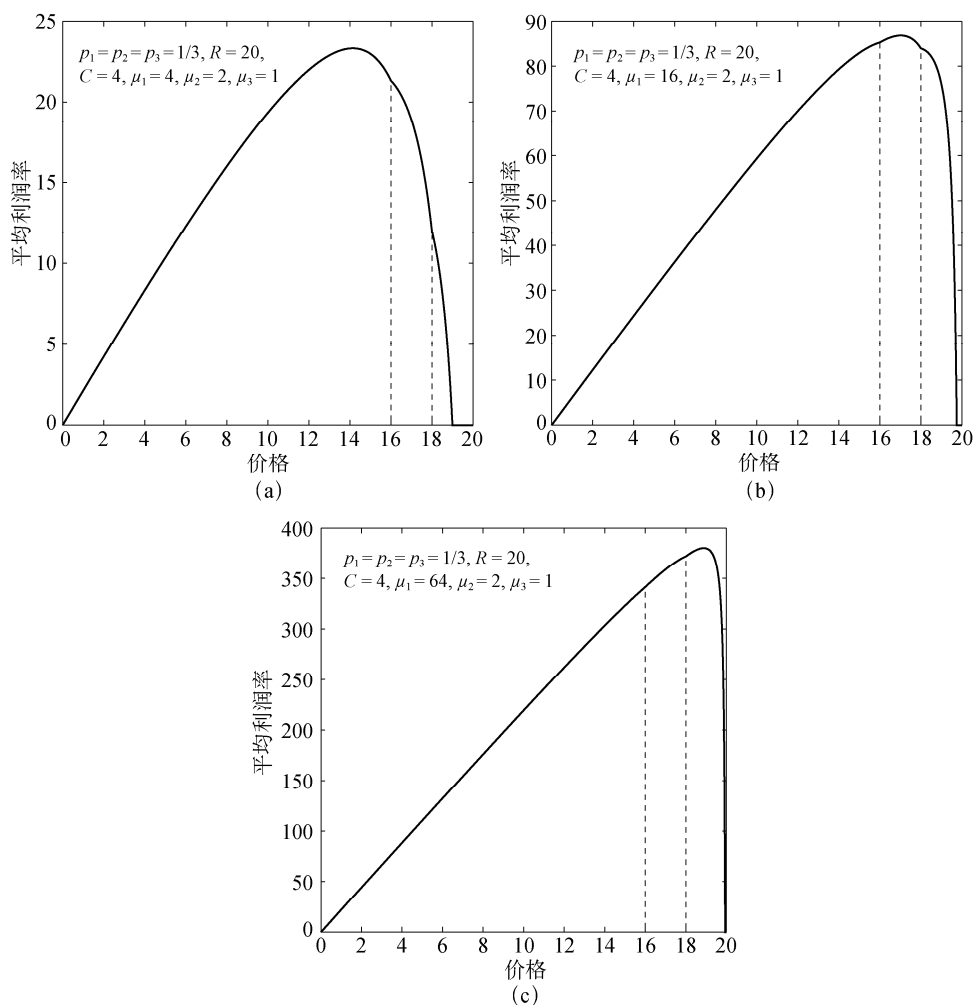 25
20
15
10
5
0
p₁ = p₂ = p₃ = 1/3, R = 20,
C = 4, μ₁ = 4, μ₂ = 2, μ₃ = 1
平均利润率
0 2 4 6 8 10 12 14 16 18 20
价格
(a)
90
80
70
60
50
40
30
20
10
0
p₁ = p₂ = p₃ = 1/3, R = 20,
C = 4, μ₁ = 16, μ₂ = 2, μ₃ = 1
平均利润率
0 2 4 6 8 10 12 14 16 18 20
价格
(b)
400
350
300
250
200
150
100
50
0
p₁ = p₂ = p₃ = 1/3, R = 20,
C = 4, μ₁ = 64, μ₂ = 2, μ₃ = 1
平均利润率
0 2 4 6 8 10 12 14 16 18 20
价格
(c)